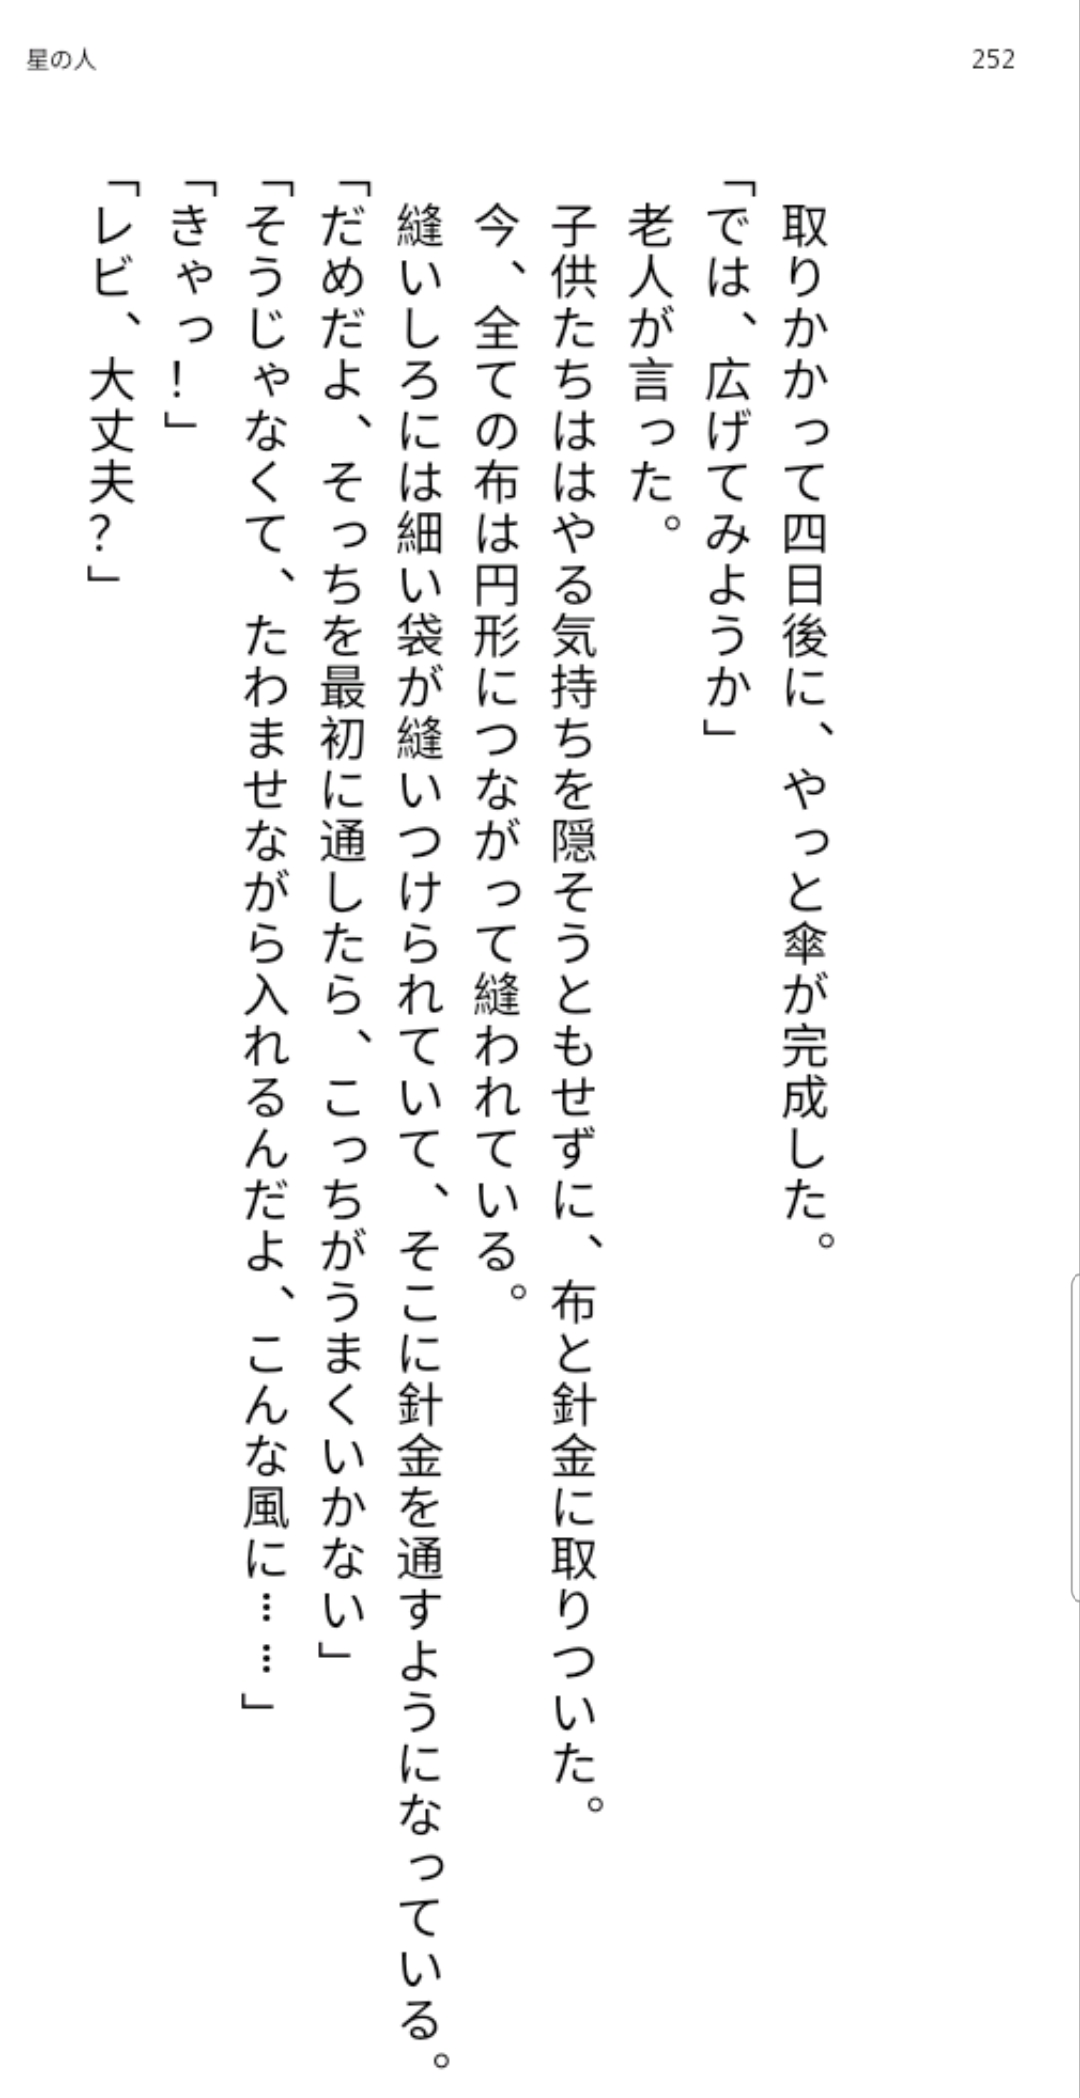 星の人
252
取りかかって四日後に、やっと傘が完成した。
「では、広げてみようか」
老人が言った。
子供たちははやる気持ちを隠そうともせずに、布と針金に取りついた。
今、全ての布は円形につながって縫われている。
縫いしろには細い袋が縫いつけられていて、そこに針金を通すようになっている。
「だめだよ、そっちを最初に通したら、こっちがうまくいかない」
「そうじゃなくて、たわませながら入れるんだよ、こんな風に……」
「きゃっ！」
「レビ、大丈夫？」